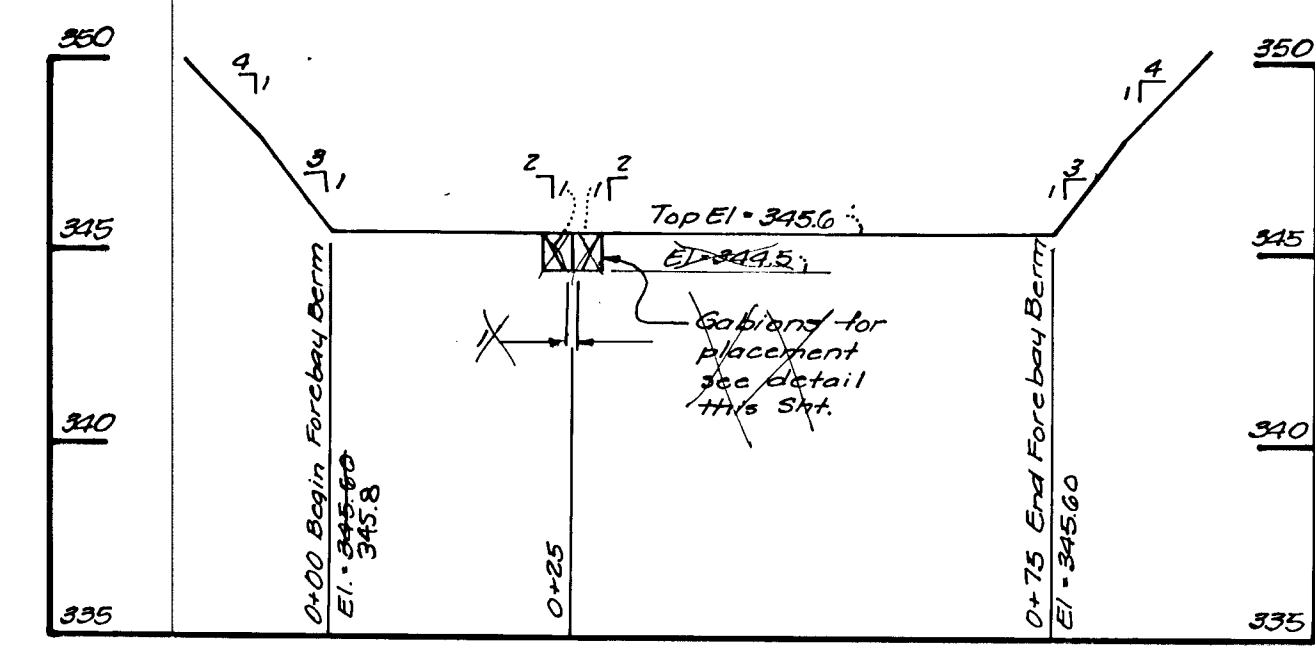 350
350
4
1
4
1
3
1
2
1
1
2
3
1
Top El = 345.6
345
345
El = 344.5
Gabions for
placement
see detail
this Sht.
1
340
340
0+00 Begin Forebay Berm
El. = 345.60
345.8
0+25
0+75 End Forebay Berm
El = 345.60
335
335